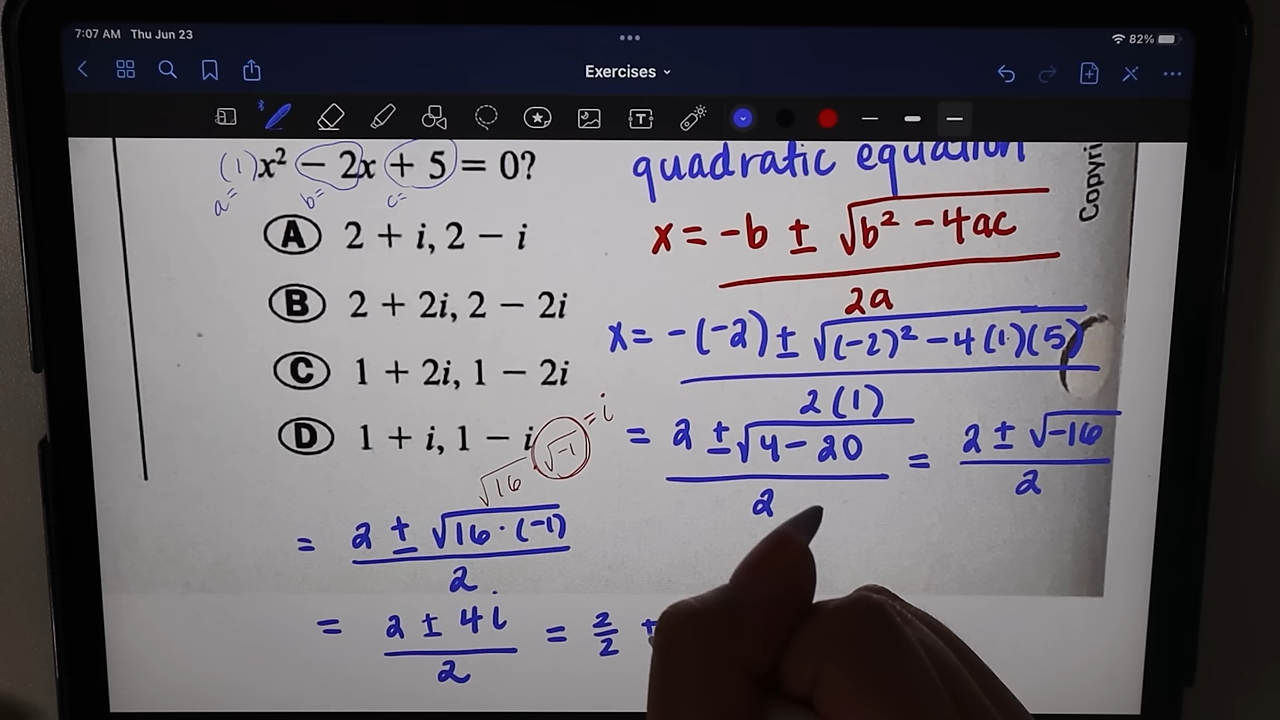 7:07 AM Thu Jun 23
82%
Exercises
(1)x² − 2x + 5 = 0?
a= b= c=
A 2 + i, 2 − i
B 2 + 2i, 2 − 2i
C 1 + 2i, 1 − 2i
D 1 + i, 1 − i
√16 · √-1 = i
quadratic equation
x = -b ± √b² - 4ac
2a
x = -(-2) ± √(-2)² - 4(1)(5)
2(1)
= 2 ± √4 - 20 = 2 ± √-16
2 2
= 2 ± √16 · (-1)
2
= 2 ± 4i = 2/2 ±
2
Copyri